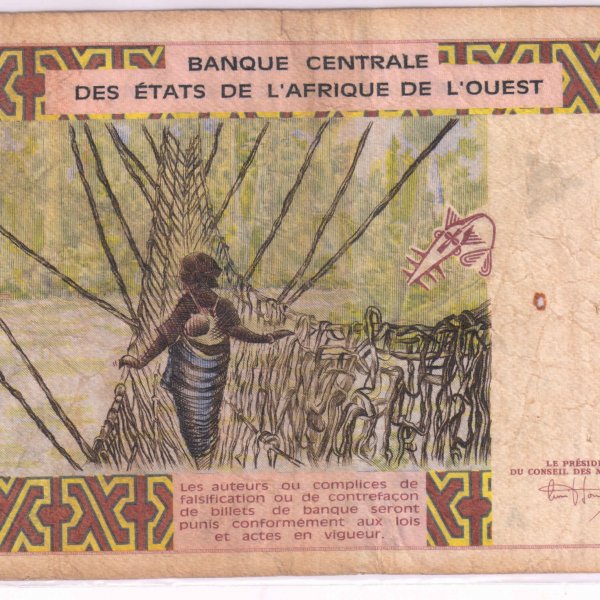 BANQUE CENTRALE
DES ÉTATS DE L'AFRIQUE DE L'OUEST
LE PRÉSID
DU CONSEIL DES M
Les auteurs ou complices de
falsification ou de contrefaçon
de billets de banque seront
punis conformément aux lois
et actes en vigueur.